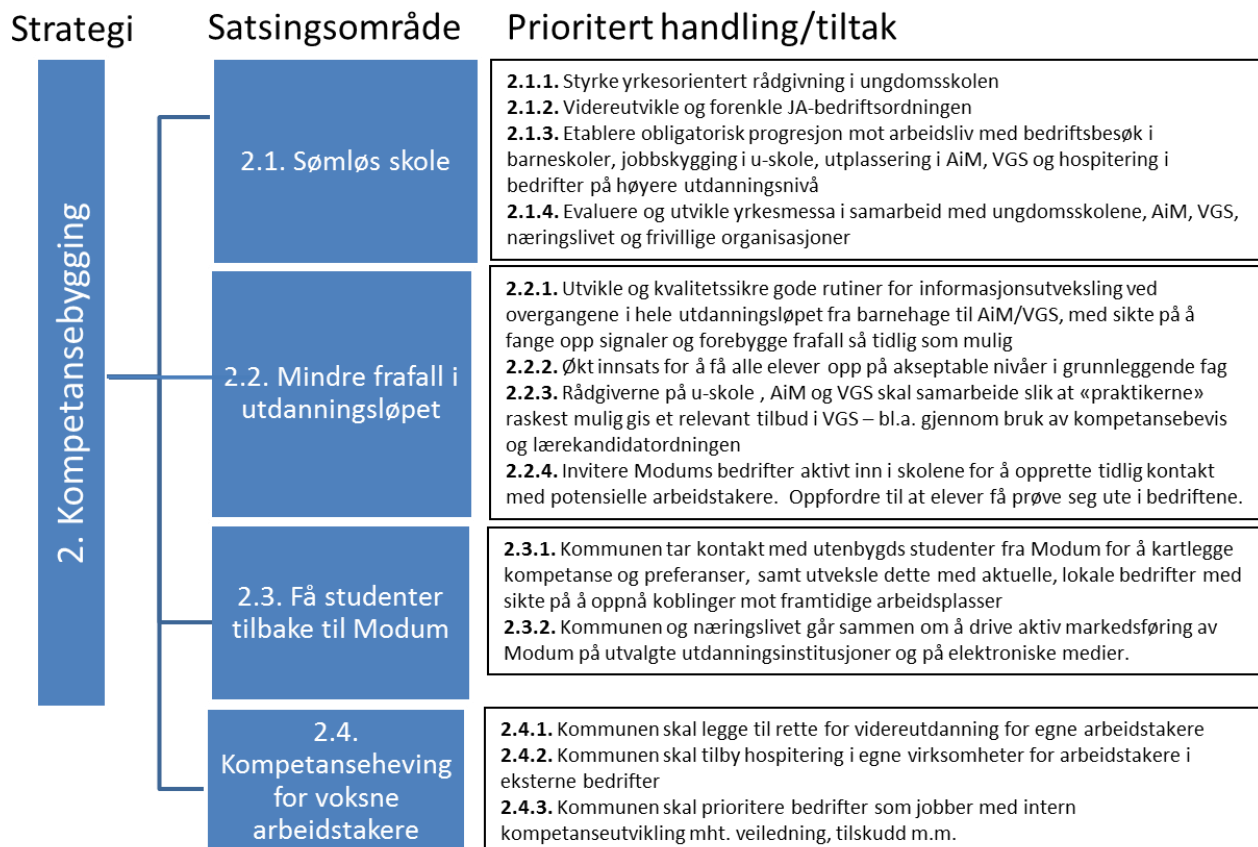 Strategi
Satsingsområde
Prioritert handling/tiltak
2. Kompetansebygging
2.1. Sømløs skole
2.1.1. Styrke yrkesorientert rådgivning i ungdomsskolen
2.1.2. Videreutvikle og forenkle JA-bedriftsordningen
2.1.3. Etablere obligatorisk progresjon mot arbeidsliv med bedriftsbesøk i
barneskoler, jobbskygging i u-skole, utplassering i AiM, VGS og hospitering i
bedrifter på høyere utdanningsnivå
2.1.4. Evaluere og utvikle yrkesmessa i samarbeid med ungdomsskolene, AiM, VGS,
næringslivet og frivillige organisasjoner
2.2. Mindre frafall i
utdanningsløpet
2.2.1. Utvikle og kvalitetssikre gode rutiner for informasjonsutveksling ved
overgangene i hele utdanningsløpet fra barnehage til AiM/VGS, med sikte på å
fange opp signaler og forebygge frafall så tidlig som mulig
2.2.2. Økt innsats for å få alle elever opp på akseptable nivåer i grunnleggende fag
2.2.3. Rådgiverne på u-skole , AiM og VGS skal samarbeide slik at «praktikerne»
raskest mulig gis et relevant tilbud i VGS – bl.a. gjennom bruk av kompetansebevis
og lærekandidatordningen
2.2.4. Invitere Modums bedrifter aktivt inn i skolene for å opprette tidlig kontakt
med potensielle arbeidstakere. Oppfordre til at elever få prøve seg ute i bedriftene.
2.3. Få studenter
tilbake til Modum
2.3.1. Kommunen tar kontakt med utenbygds studenter fra Modum for å kartlegge
kompetanse og preferanser, samt utveksle dette med aktuelle, lokale bedrifter med
sikte på å oppnå koblinger mot framtidige arbeidsplasser
2.3.2. Kommunen og næringslivet går sammen om å drive aktiv markedsføring av
Modum på utvalgte utdanningsinstitusjoner og på elektroniske medier.
2.4.
Kompetanseheving
for voksne
arbeidstakere
2.4.1. Kommunen skal legge til rette for videreutdanning for egne arbeidstakere
2.4.2. Kommunen skal tilby hospitering i egne virksomheter for arbeidstakere i
eksterne bedrifter
2.4.3. Kommunen skal prioritere bedrifter som jobber med intern
kompetanseutvikling mht. veiledning, tilskudd m.m.